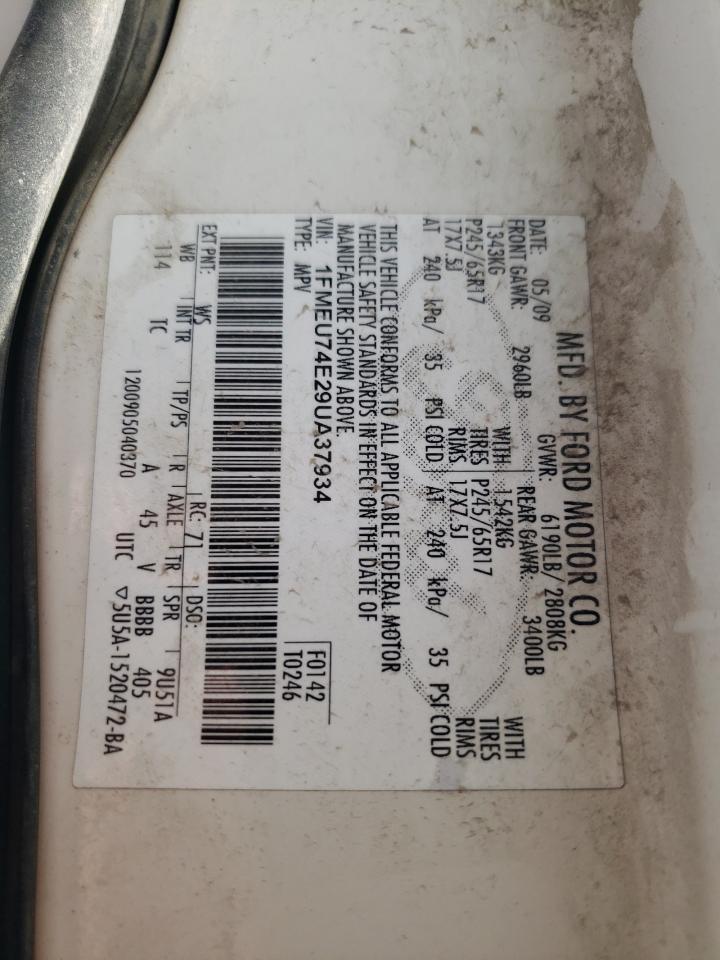 MFD. BY FORD MOTOR CO.
DATE: 05/09 GVWR: 6190LB/ 2808KG
FRONT GAWR: 2960LB REAR GAWR: 3400LB
1343KG WITH 1542KG WITH
P245/65R17 TIRES P245/65R17 TIRES
17X7.5J RIMS 17X7.5J RIMS
AT 240 kPa/ 35 PSI COLD AT 240 kPa/ 35 PSI COLD
THIS VEHICLE CONFORMS TO ALL APPLICABLE FEDERAL MOTOR
VEHICLE SAFETY STANDARDS IN EFFECT ON THE DATE OF
MANUFACTURE SHOWN ABOVE.
VIN: 1FMEU74E29UA37934 F0142
TYPE: MPV T0246
EXT PNT: WS RC: 71 DSO:
WB INT TR TP/PS R AXLE TR SPR 9U51A
114 TC A 45 V BBBB 405
1200905040370 UTC ▽5U5A-1520472-BA